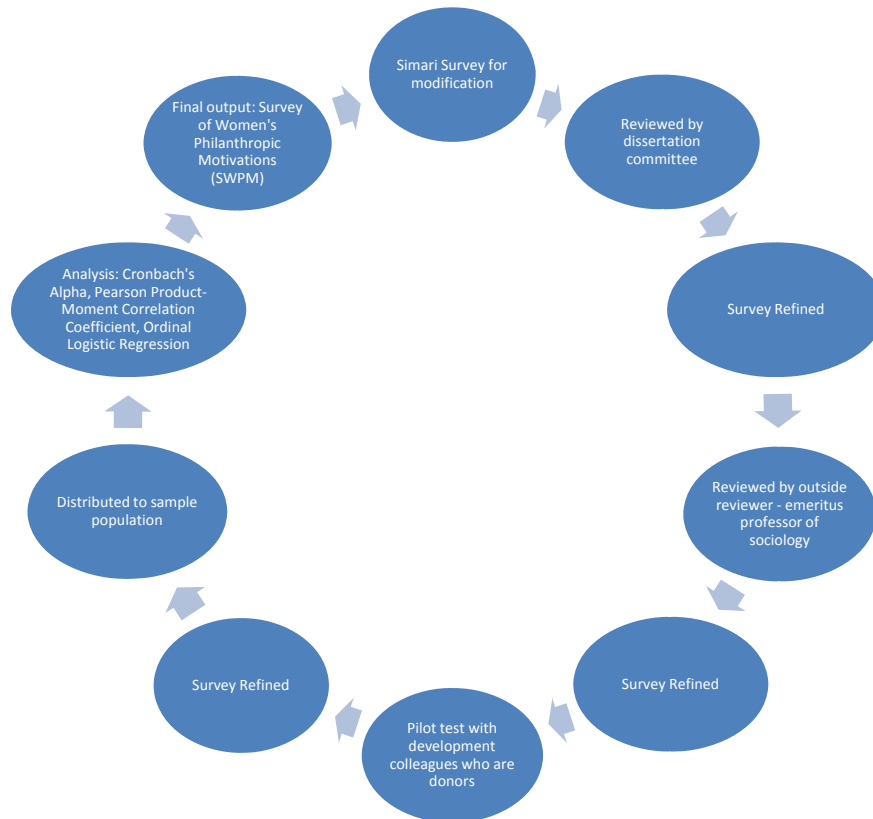 Simari Survey for
modification
Reviewed by
dissertation
committee
Survey Refined
Reviewed by outside
reviewer - emeritus
professor of
sociology
Survey Refined
Pilot test with
development
colleagues who are
donors
Survey Refined
Distributed to sample
population
Analysis: Cronbach's
Alpha, Pearson Product-
Moment Correlation
Coefficient, Ordinal
Logistic Regression
Final output: Survey
of Women's
Philanthropic
Motivations
(SWPM)